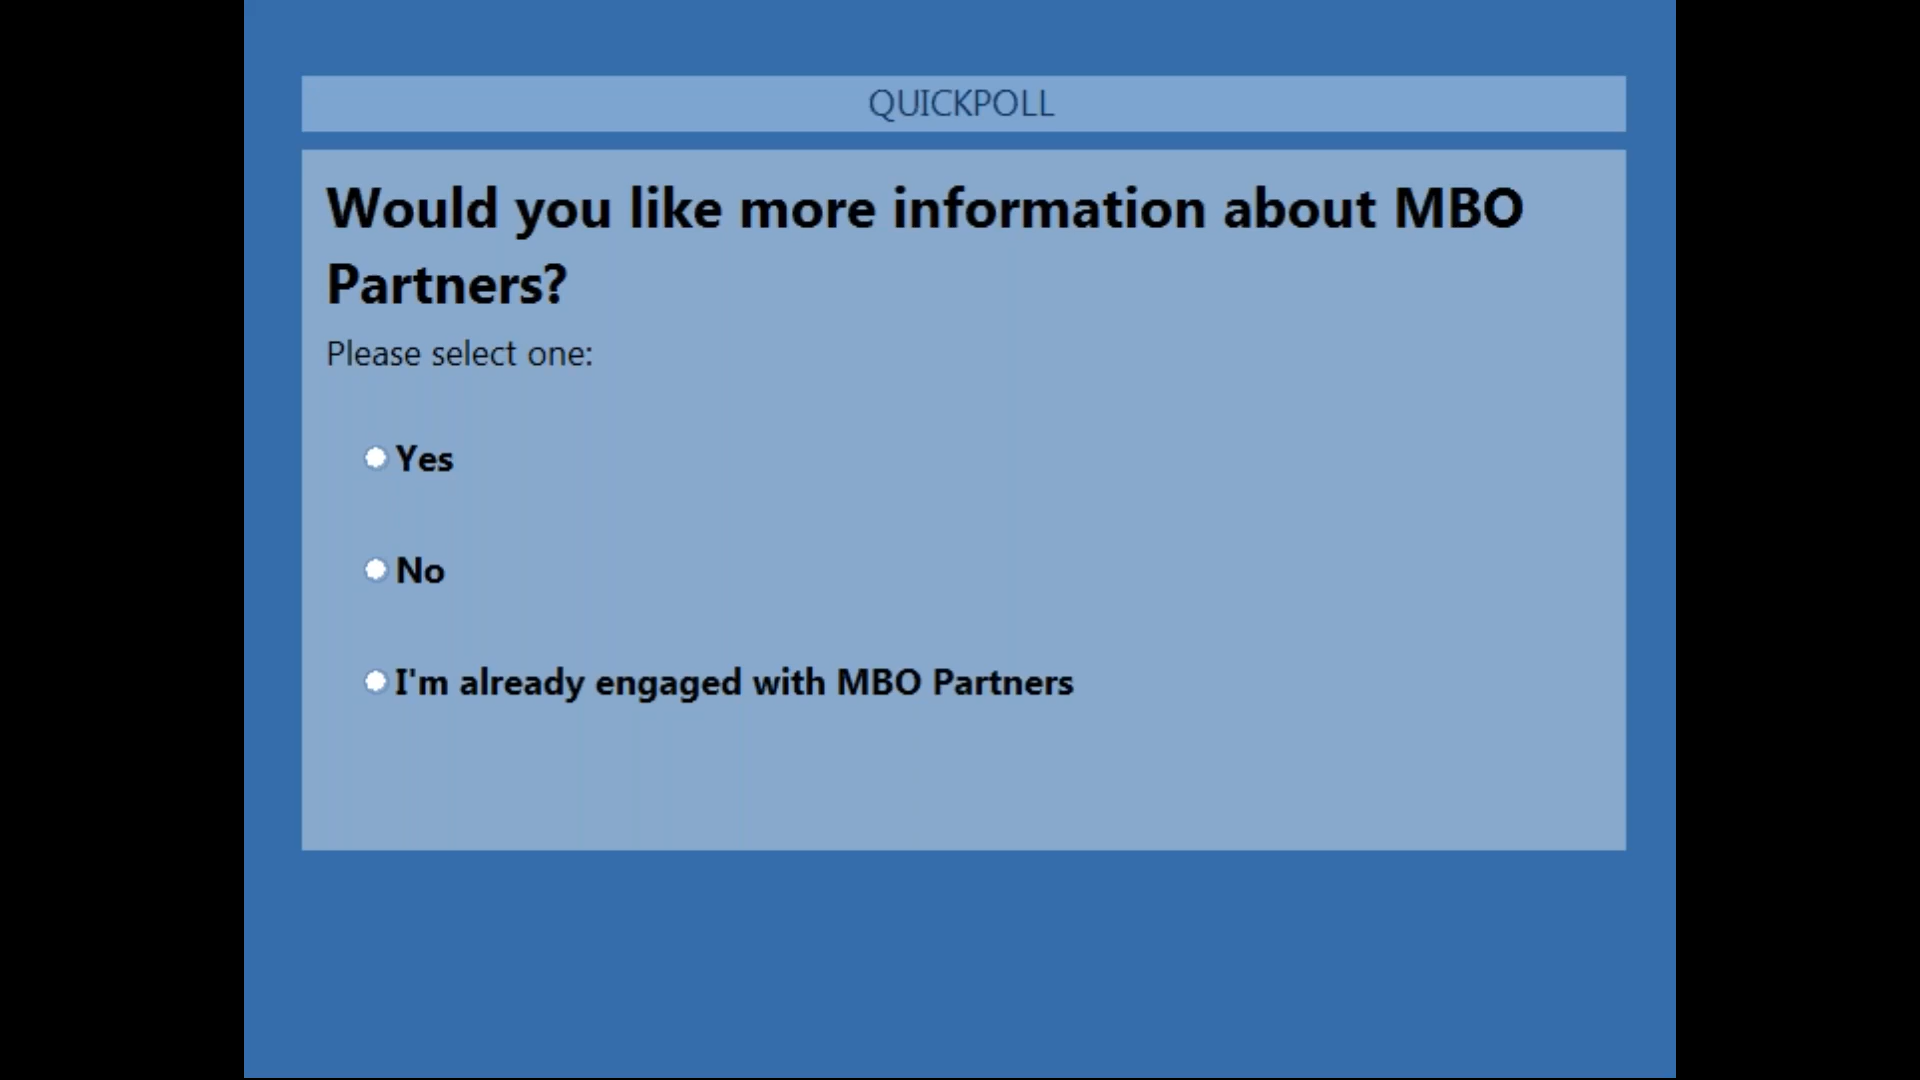 QUICKPOLL
Would you like more information about MBO
Partners?
Please select one:
Yes
No
I'm already engaged with MBO Partners